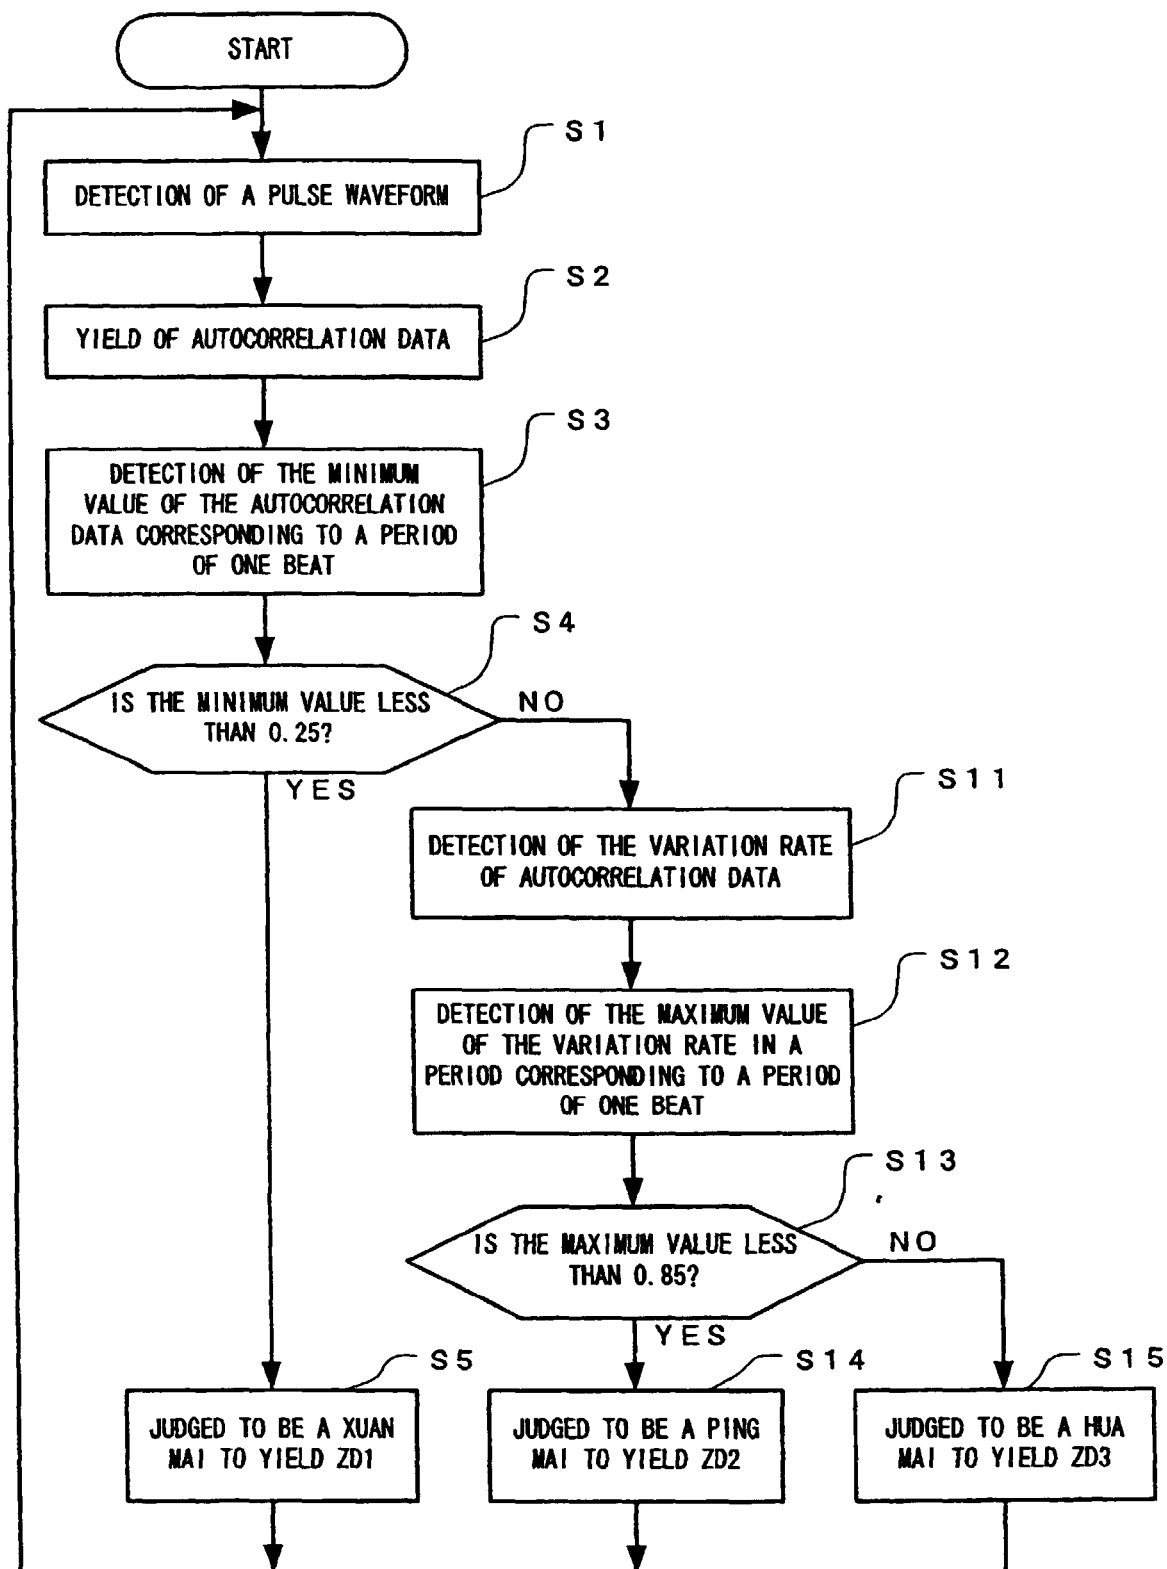 START
S1
DETECTION OF A PULSE WAVEFORM
S2
YIELD OF AUTOCORRELATION DATA
S3
DETECTION OF THE MINIMUM
VALUE OF THE AUTOCORRELATION
DATA CORRESPONDING TO A PERIOD
OF ONE BEAT
S4
IS THE MINIMUM VALUE LESS
THAN 0.25?
NO
YES
S11
DETECTION OF THE VARIATION RATE
OF AUTOCORRELATION DATA
S12
DETECTION OF THE MAXIMUM VALUE
OF THE VARIATION RATE IN A
PERIOD CORRESPONDING TO A PERIOD
OF ONE BEAT
S13
IS THE MAXIMUM VALUE LESS
THAN 0.85?
NO
YES
S5
JUDGED TO BE A XUAN
MAI TO YIELD ZD1
S14
JUDGED TO BE A PING
MAI TO YIELD ZD2
S15
JUDGED TO BE A HUA
MAI TO YIELD ZD3